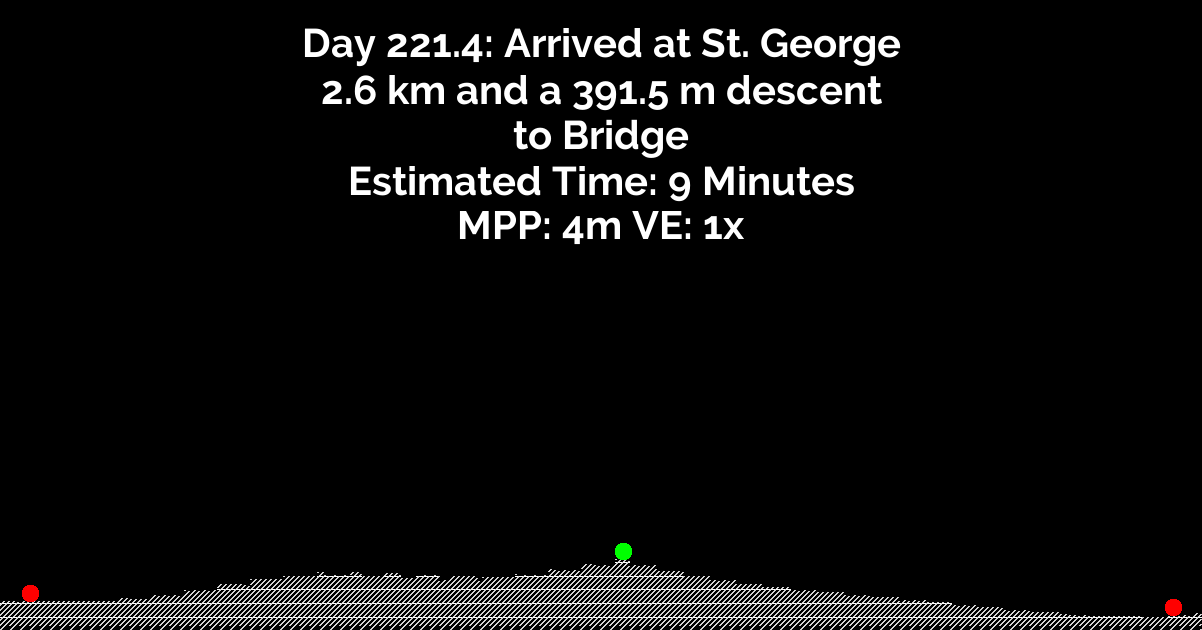 Day 221.4: Arrived at St. George
2.6 km and a 391.5 m descent
to Bridge
Estimated Time: 9 Minutes
MPP: 4m VE: 1x